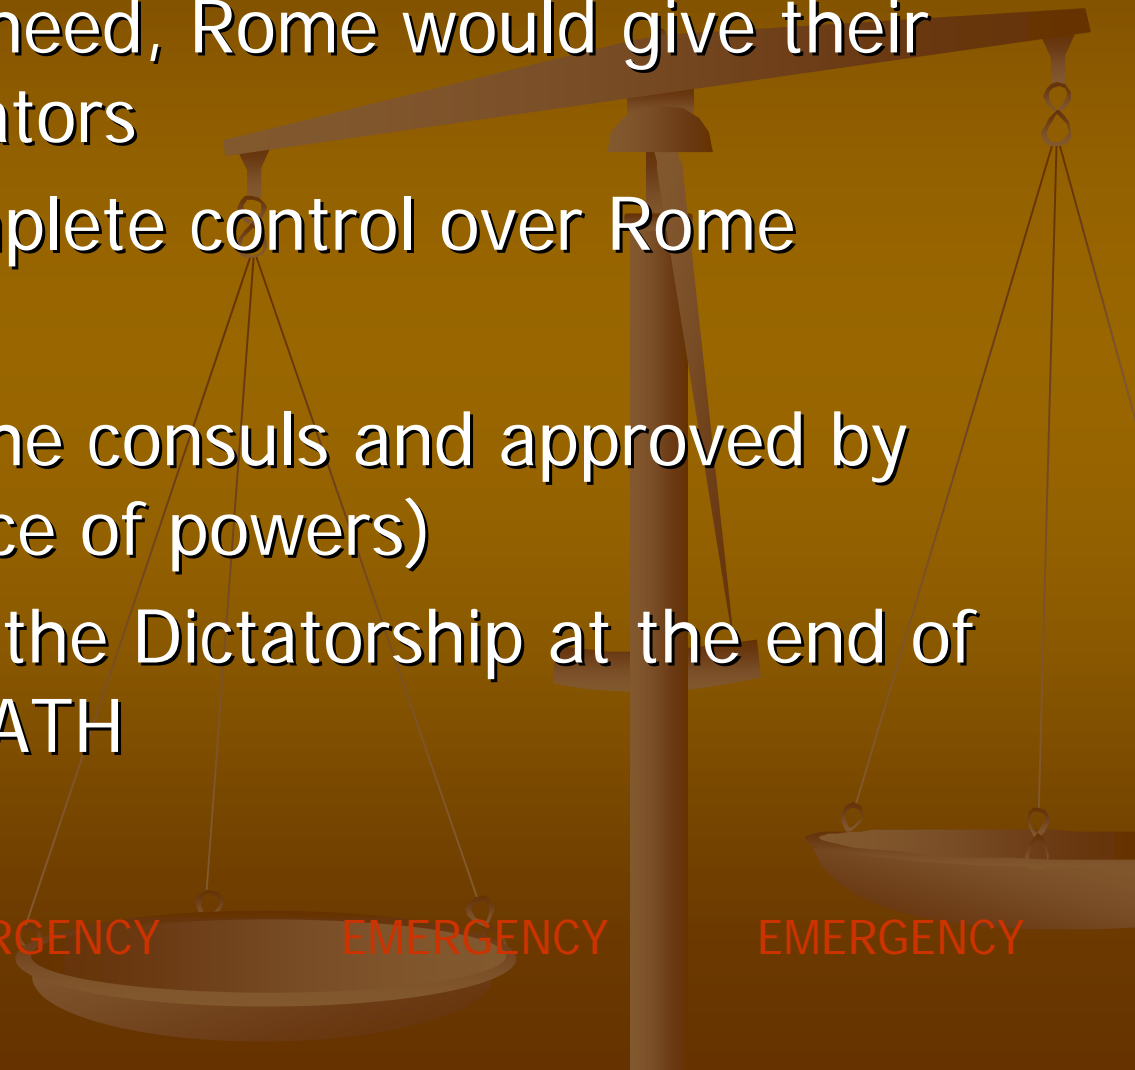 need, Rome would give their
ators
plete control over Rome
he consuls and approved by
ce of powers)
the Dictatorship at the end of
ATH
RGENCY EMERGENCY EMERGENCY